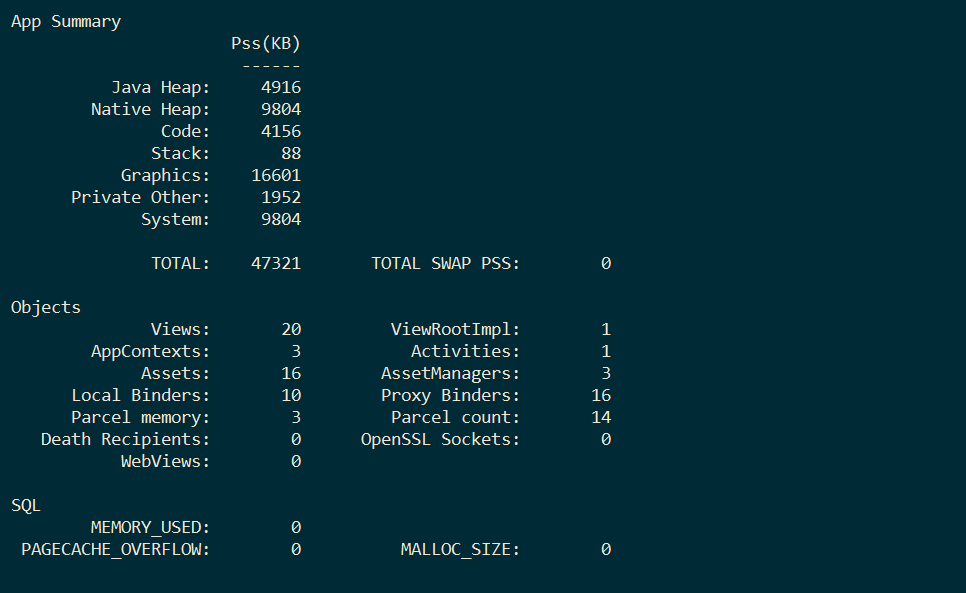 App Summary
Pss(KB)
------
Java Heap: 4916
Native Heap: 9804
Code: 4156
Stack: 88
Graphics: 16601
Private Other: 1952
System: 9804
TOTAL: 47321 TOTAL SWAP PSS: 0
Objects
Views: 20 ViewRootImpl: 1
AppContexts: 3 Activities: 1
Assets: 16 AssetManagers: 3
Local Binders: 10 Proxy Binders: 16
Parcel memory: 3 Parcel count: 14
Death Recipients: 0 OpenSSL Sockets: 0
WebViews: 0
SQL
MEMORY_USED: 0
PAGECACHE_OVERFLOW: 0 MALLOC_SIZE: 0